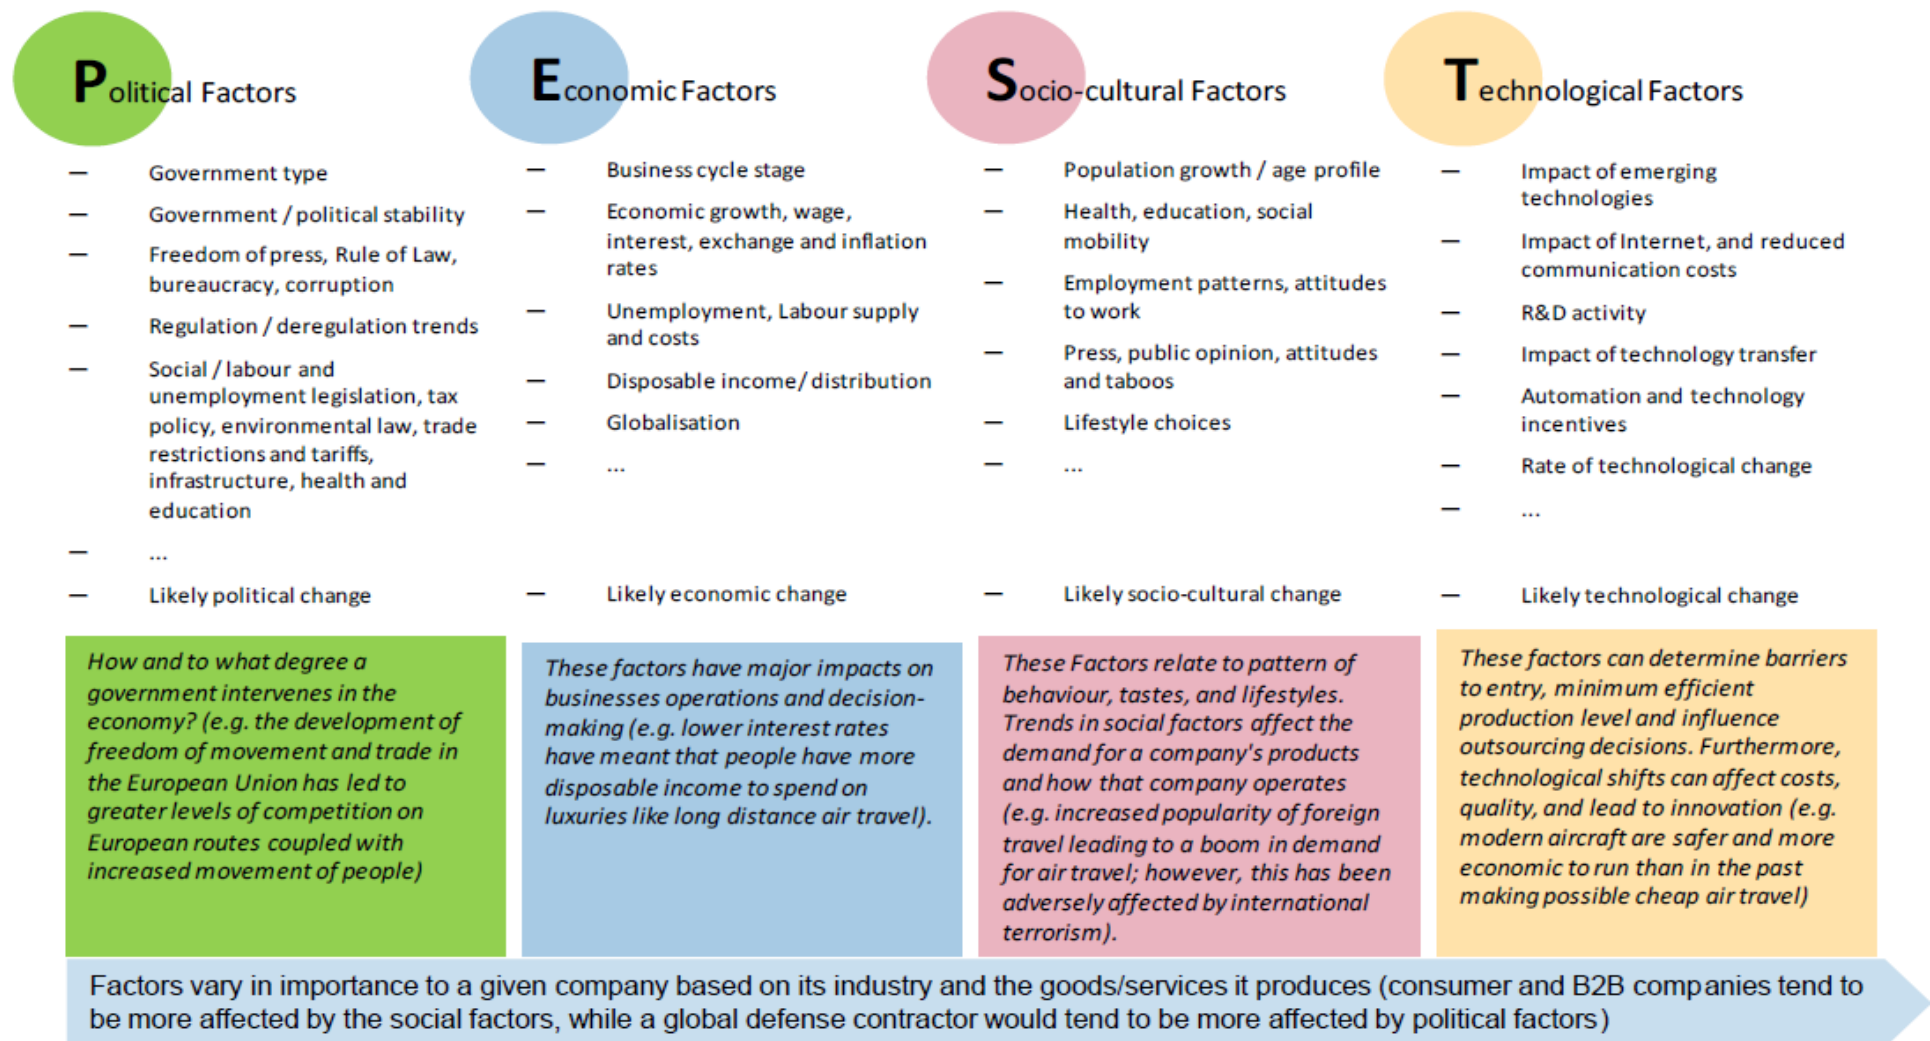 Political Factors
— Government type
— Government / political stability
— Freedom of press, Rule of Law,
bureaucracy, corruption
— Regulation / deregulation trends
— Social / labour and
unemployment legislation, tax
policy, environmental law, trade
restrictions and tariffs,
infrastructure, health and
education
— ...
— Likely political change
How and to what degree a
government intervenes in the
economy? (e.g. the development of
freedom of movement and trade in
the European Union has led to
greater levels of competition on
European routes coupled with
increased movement of people)
Economic Factors
— Business cycle stage
— Economic growth, wage,
interest, exchange and inflation
rates
— Unemployment, Labour supply
and costs
— Disposable income/ distribution
— Globalisation
— ...
— Likely economic change
These factors have major impacts on
businesses operations and decision-
making (e.g. lower interest rates
have meant that people have more
disposable income to spend on
luxuries like long distance air travel).
Socio-cultural Factors
— Population growth / age profile
— Health, education, social
mobility
— Employment patterns, attitudes
to work
— Press, public opinion, attitudes
and taboos
— Lifestyle choices
— ...
— Likely socio-cultural change
These Factors relate to pattern of
behaviour, tastes, and lifestyles.
Trends in social factors affect the
demand for a company's products
and how that company operates
(e.g. increased popularity of foreign
travel leading to a boom in demand
for air travel; however, this has been
adversely affected by international
terrorism).
Technological Factors
— Impact of emerging
technologies
— Impact of Internet, and reduced
communication costs
— R&D activity
— Impact of technology transfer
— Automation and technology
incentives
— Rate of technological change
— ...
— Likely technological change
These factors can determine barriers
to entry, minimum efficient
production level and influence
outsourcing decisions. Furthermore,
technological shifts can affect costs,
quality, and lead to innovation (e.g.
modern aircraft are safer and more
economic to run than in the past
making possible cheap air travel)
Factors vary in importance to a given company based on its industry and the goods/services it produces (consumer and B2B companies tend to
be more affected by the social factors, while a global defense contractor would tend to be more affected by political factors)